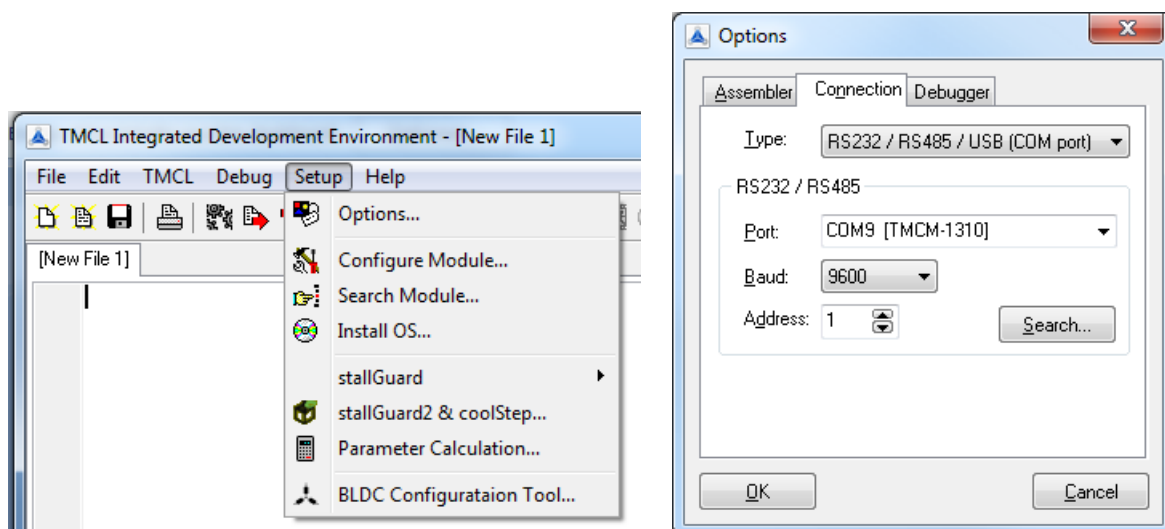 TMCL Integrated Development Environment - [New File 1]
File Edit TMCL Debug Setup Help
[New File 1]
Options...
Configure Module...
Search Module...
Install OS...
stallGuard
stallGuard2 & coolStep...
Parameter Calculation...
BLDC Configurataion Tool...
Options
Assembler Connection Debugger
Type: RS232 / RS485 / USB (COM port)
RS232 / RS485
Port: COM9 [TMCM-1310]
Baud: 9600
Address: 1
Search...
OK Cancel